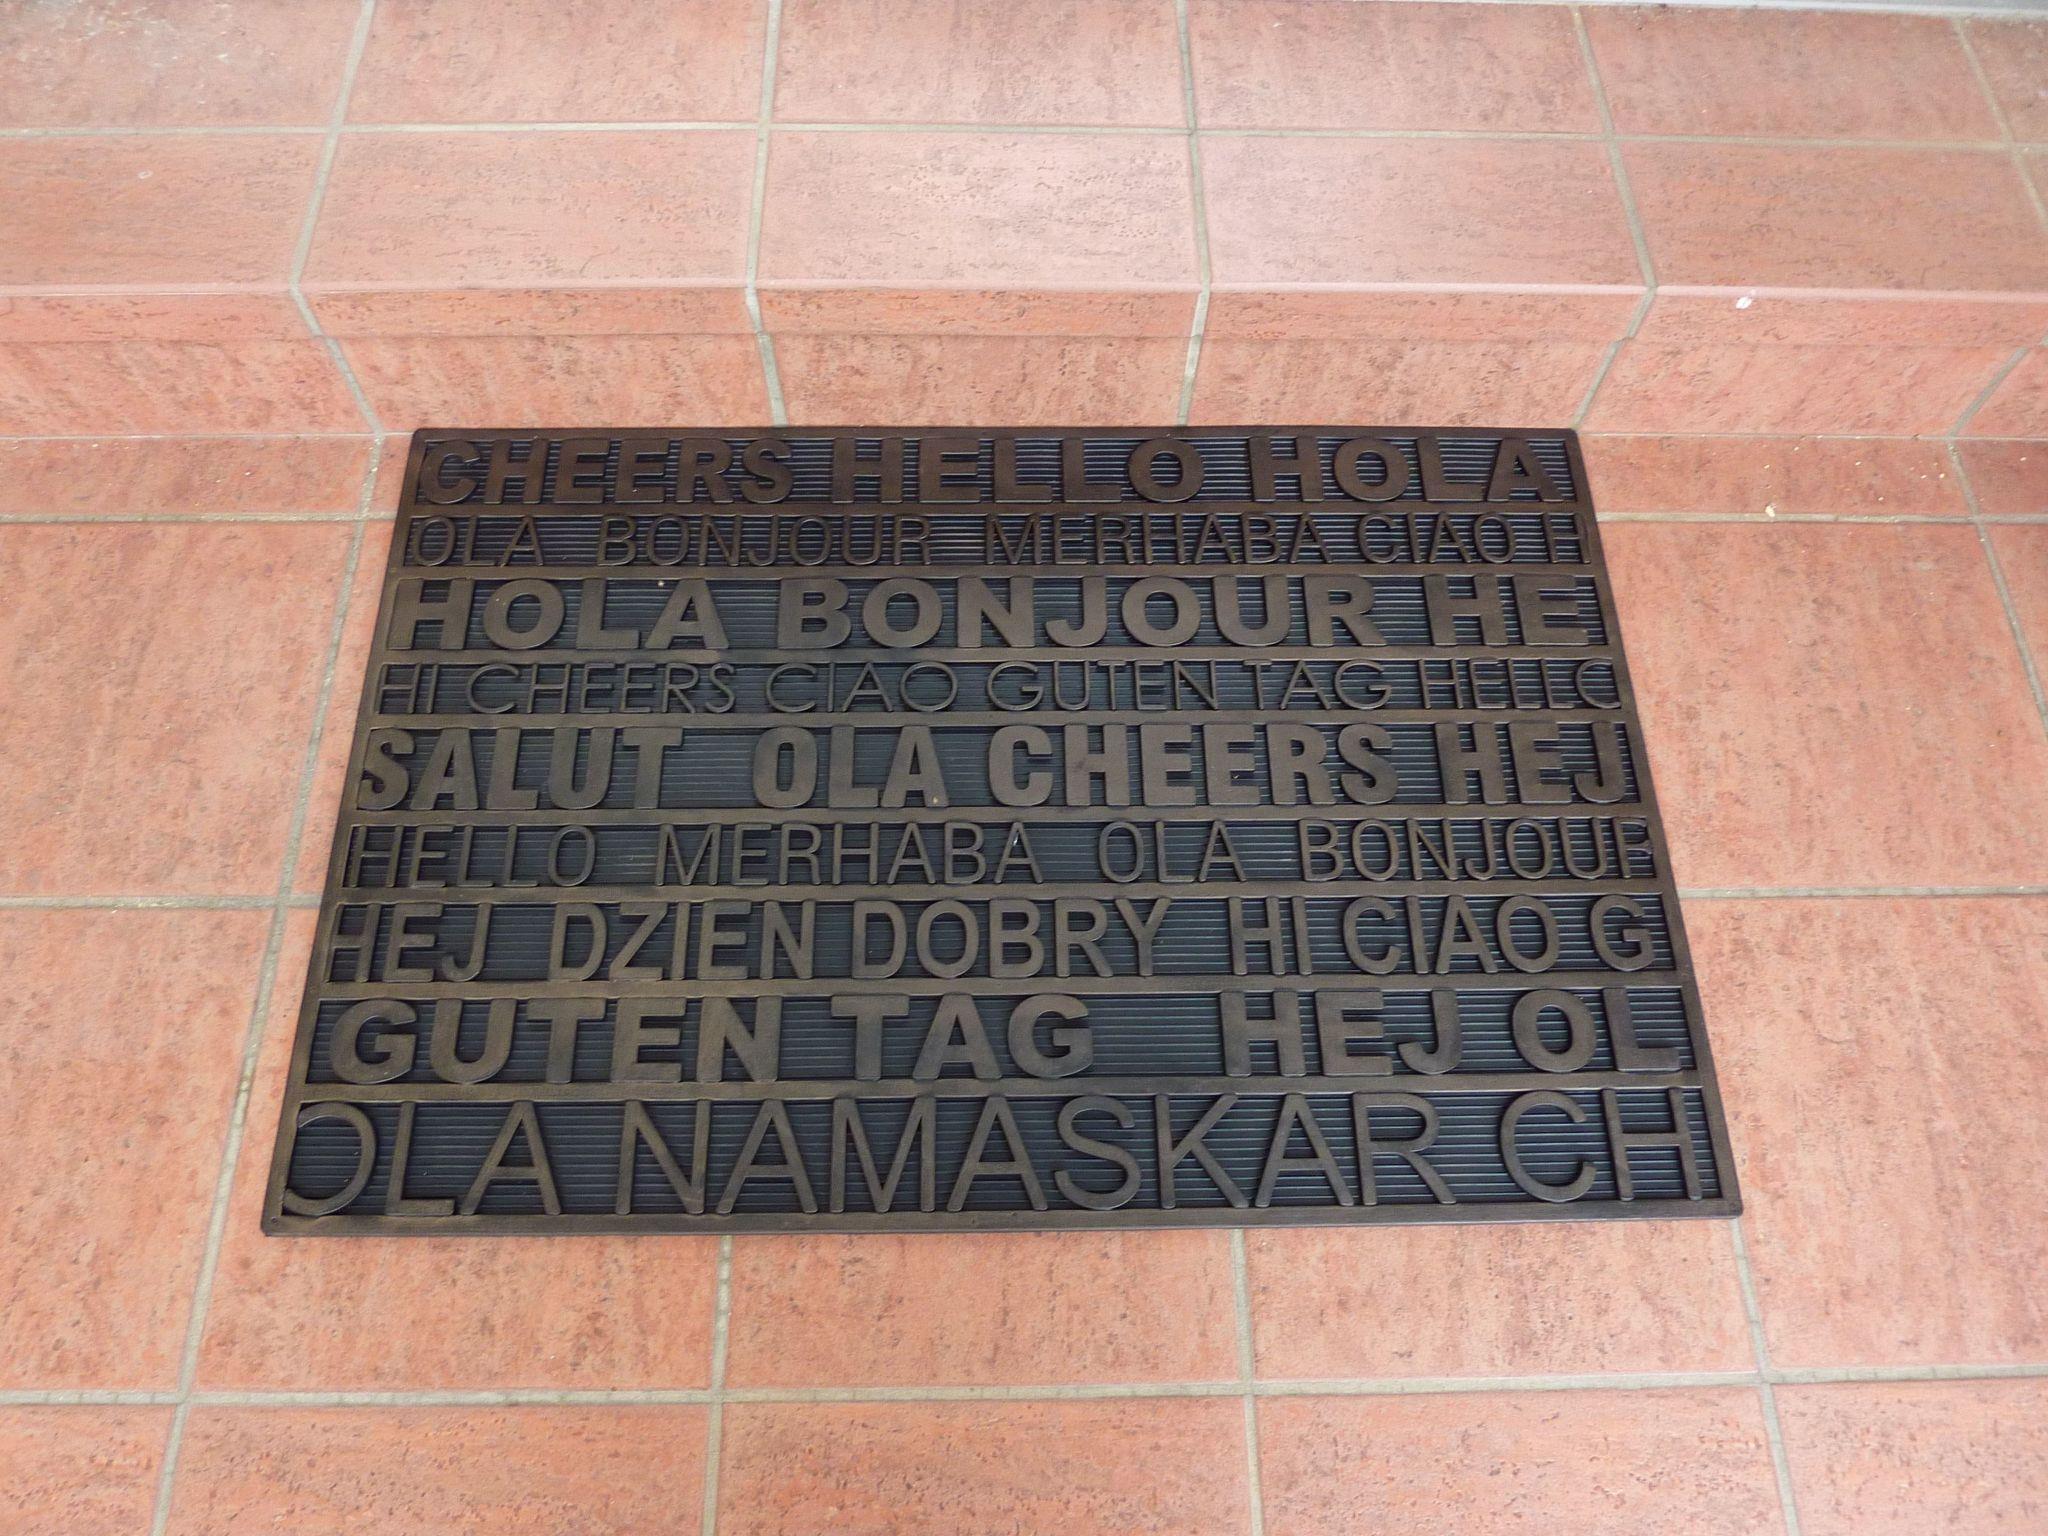 CHEERS HELLO HOLA
OLA BONJOUR MERHABA CIAO H
HOLA BONJOUR HE
HI CHEERS CIAO GUTEN TAG HELLO
SALUT OLA CHEERS HEJ
HELLO MERHABA OLA BONJOUR
HEJ DZIEN DOBRY HI CIAO G
GUTEN TAG HEJ OL
OLA NAMASKAR CH